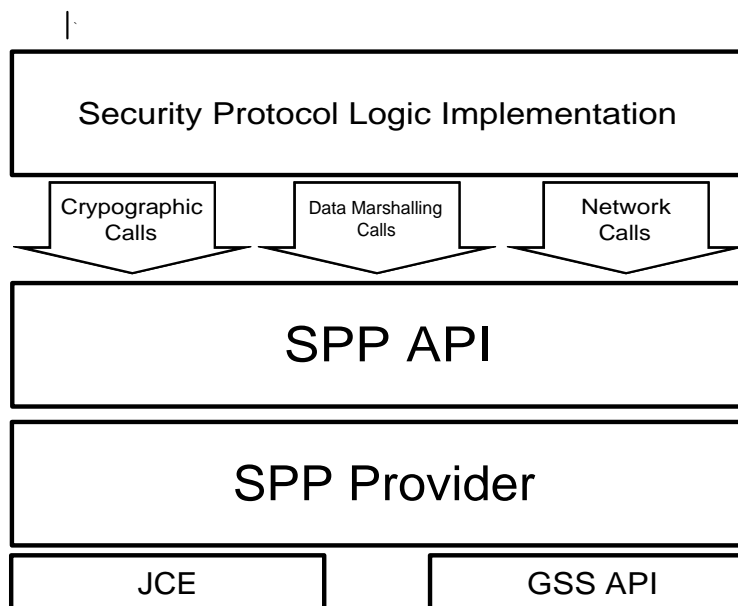 Security Protocol Logic Implementation
Crypographic
Calls
Data Marshalling
Calls
Network
Calls
SPP API
SPP Provider
JCE
GSS API